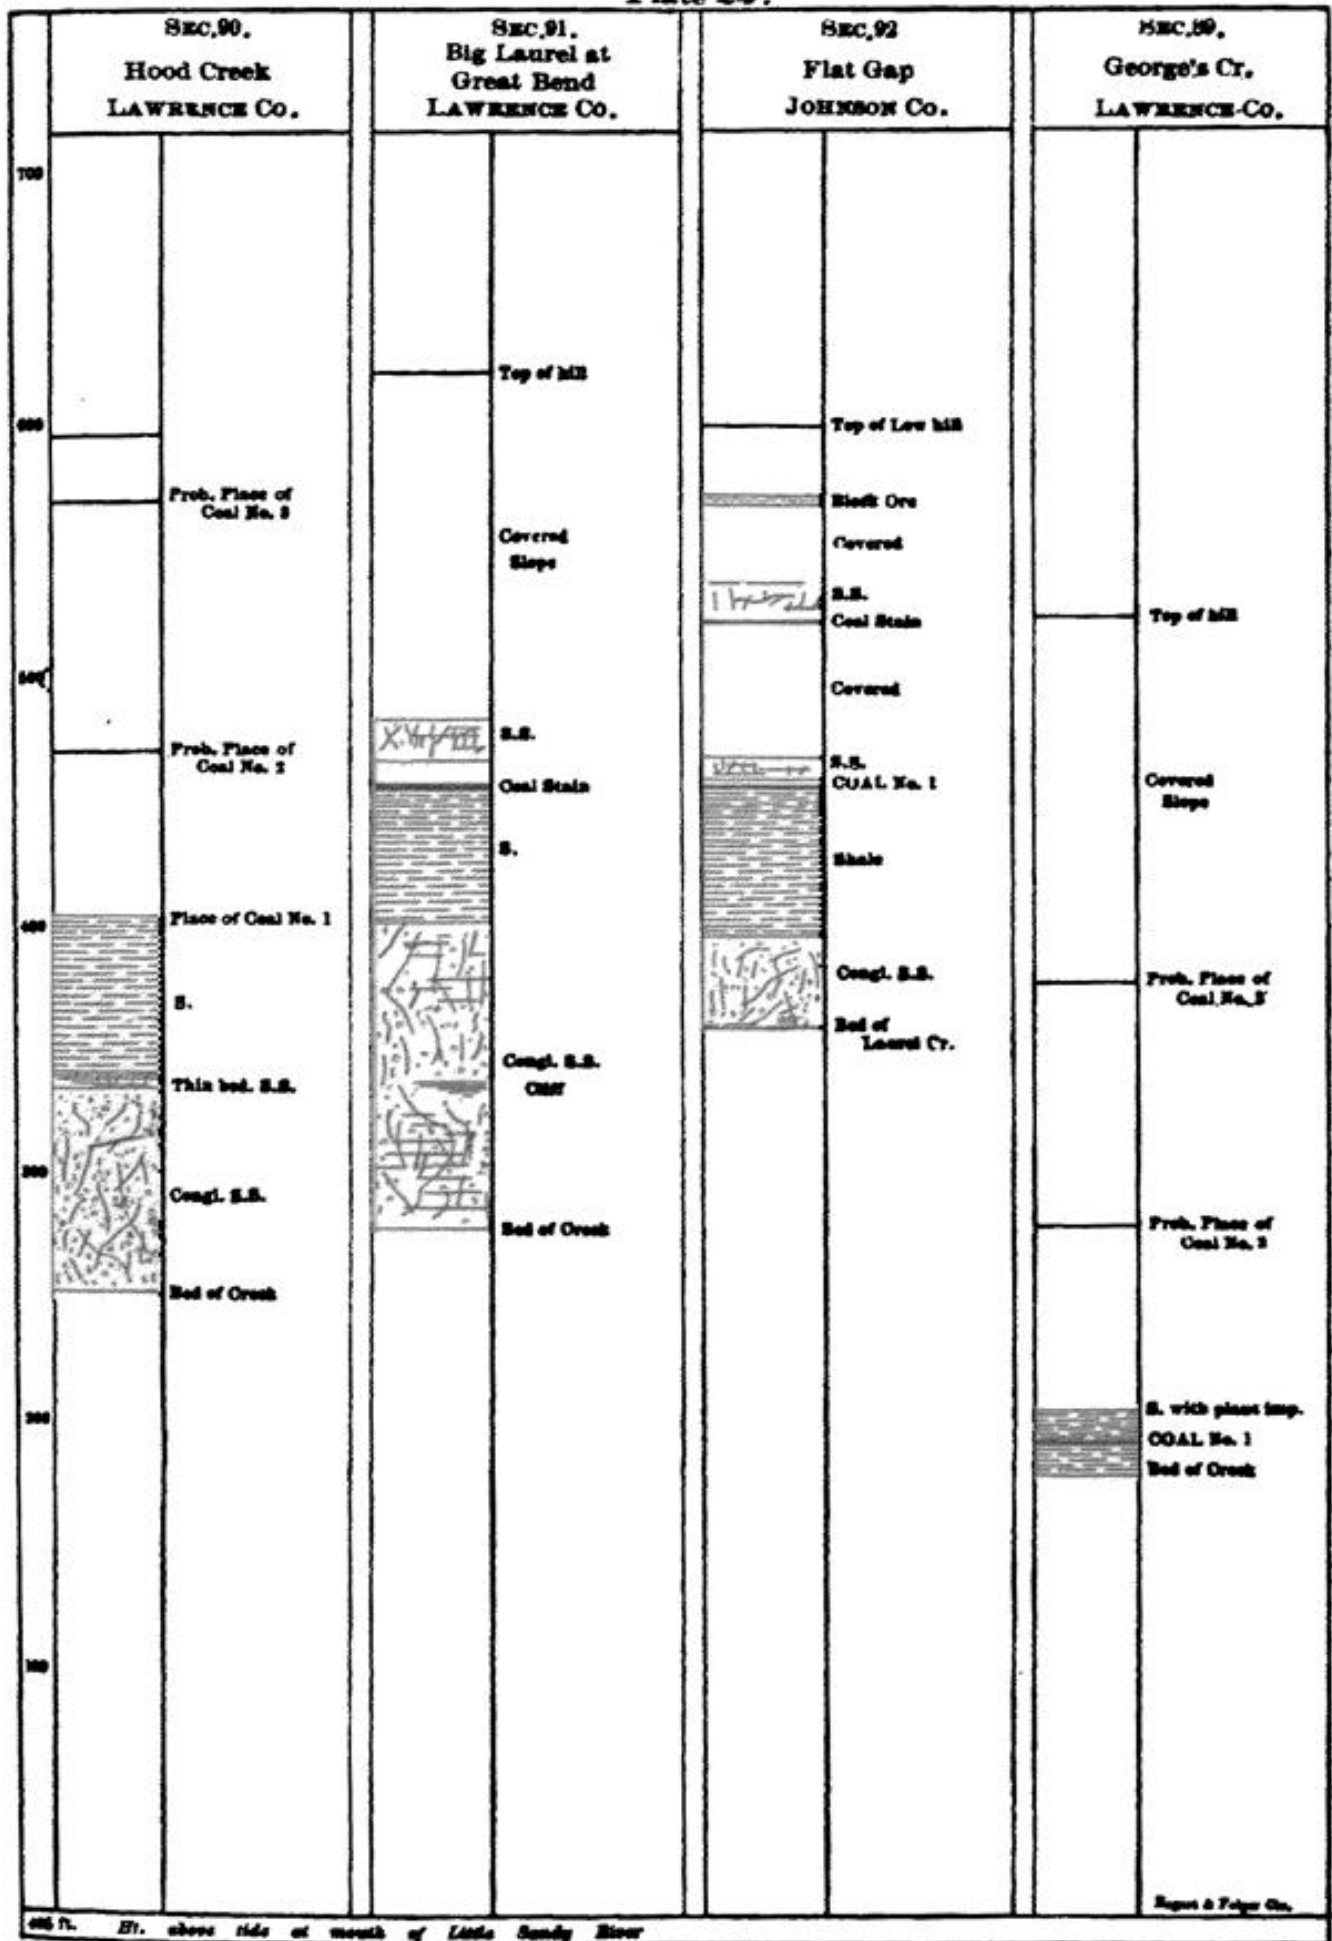 SEC. 90.
Hood Creek
LAWRENCE Co.
SEC. 91.
Big Laurel at
Great Bend
LAWRENCE Co.
SEC. 92
Flat Gap
JOHNSON Co.
SEC. 89.
George's Cr.
LAWRENCE Co.
700
600
500
400
300
200
100
Prob. Place of
Coal No. 3
Prob. Place of
Coal No. 2
Place of Coal No. 1
S.
Thin bed. S.S.
Congl. S.S.
Bed of Creek
Top of hill
Covered
Slope
S.S.
Coal Stain
S.
Congl. S.S.
Cliff
Bed of Creek
Top of Low hill
Block Ore
Covered
S.S.
Coal Stain
Covered
S.S.
COAL No. 1
Shale
Congl. S.S.
Bed of
Laurel Cr.
Top of hill
Covered
Slope
Prob. Place of
Coal No.
Prob. Place of
Coal No.
S. with plant imp.
COAL No. 1
Bed of Creek
ft. Ht. above tide at mouth of Little Sandy River